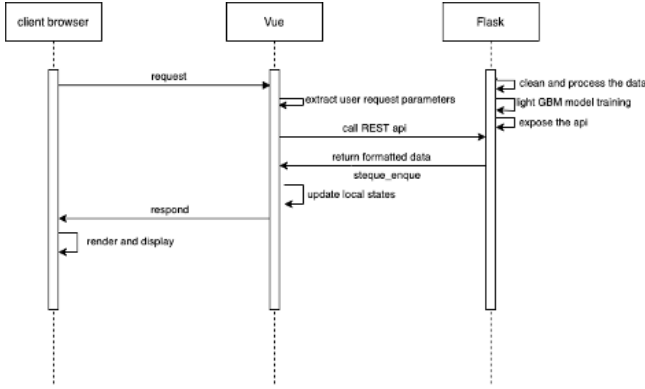 client browser
Vue
Flask
request
clean and process the data
extract user request parameters
light GBM model training
expose the api
call REST api
return formatted data
steque_enque
update local states
respond
render and display